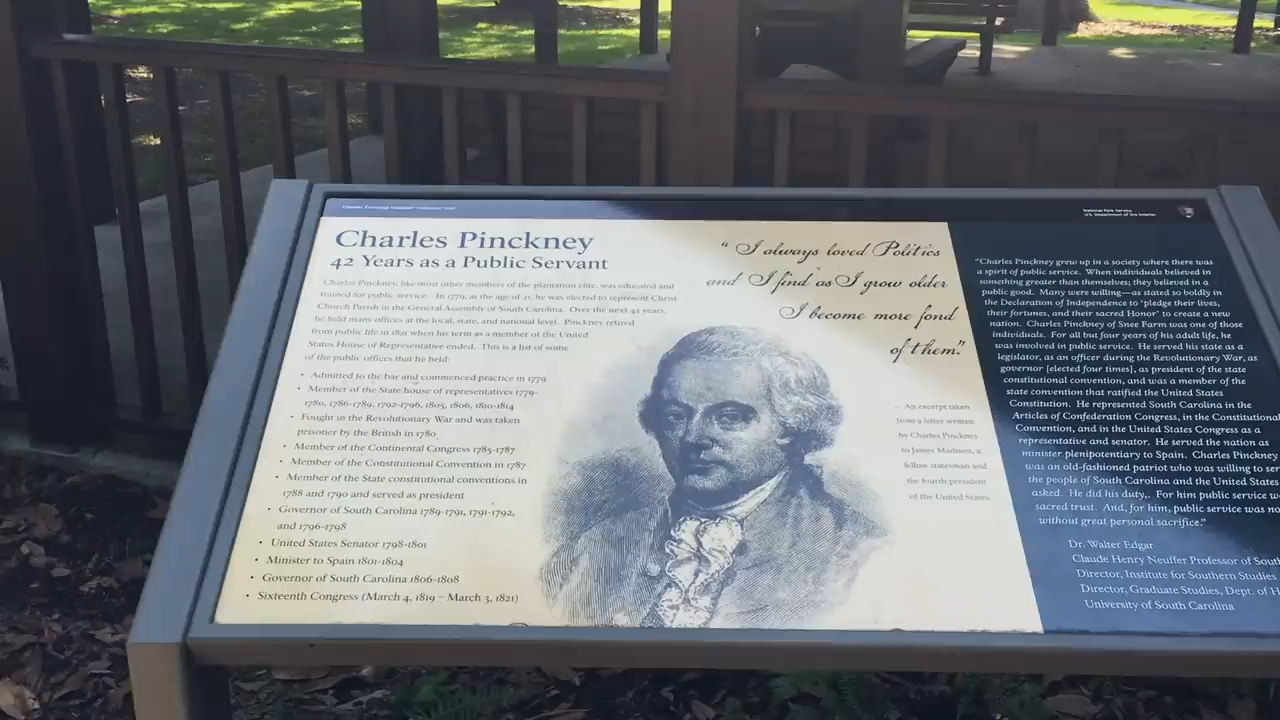 National Park Service
U.S. Department of the Interior
Charles Pinckney
42 Years as a Public Servant
Charles Pinckney, like most other members of the plantation elite, was educated and
trained for public service. In 1779, at the age of 21, he was elected to represent Christ
Church Parish in the General Assembly of South Carolina. Over the next 42 years,
he held many offices at the local, state, and national level. Pinckney retired
from public life in 1821 when his term as a member of the United
States House of Representative ended. This is a list of some
of the public offices that he held:
• Admitted to the bar and commenced practice in 1779
• Member of the State house of representatives 1779-
1780, 1786-1789, 1792-1796, 1805, 1806, 1810-1814
• Fought in the Revolutionary War and was taken
prisoner by the British in 1780
• Member of the Continental Congress 1785-1787
• Member of the Constitutional Convention in 1787
• Member of the State constitutional conventions in
1788 and 1790 and served as president
• Governor of South Carolina 1789-1791, 1791-1792,
and 1796-1798
• United States Senator 1798-1801
• Minister to Spain 1801-1804
• Governor of South Carolina 1806-1808
• Sixteenth Congress (March 4, 1819 – March 3, 1821)
“ I always loved Politics
and I find as I grow older
I become more fond
of them.”
– An excerpt taken
from a letter written
by Charles Pinckney
to James Madison, a
fellow statesman and
the fourth president
of the United States.
“Charles Pinckney grew up in a society where there was
a spirit of public service. When individuals believed in
something greater than themselves; they believed in a
public good. Many were willing—as stated so boldly in
the Declaration of Independence to ‘pledge their lives,
their fortunes, and their sacred Honor’ to create a new
nation. Charles Pinckney of Snee Farm was one of those
individuals. For all but four years of his adult life, he
was involved in public service. He served his state as a
legislator, as an officer during the Revolutionary War, as
governor [elected four times], as president of the state
constitutional convention, and was a member of the
state convention that ratified the United States
Constitution. He represented South Carolina in the
Articles of Confederation Congress, in the Constitutional
Convention, and in the United States Congress as a
representative and senator. He served the nation as
minister plenipotentiary to Spain. Charles Pinckney
was an old-fashioned patriot who was willing to ser
the people of South Carolina and the United States
asked. He did his duty,. For him public service w
sacred trust. And, for him, public service was no
without great personal sacrifice.”
Dr. Walter Edgar
Claude Henry Neuffer Professor of Sout
Director, Institute for Southern Studies
Director, Graduate Studies, Dept. of H
University of South Carolina